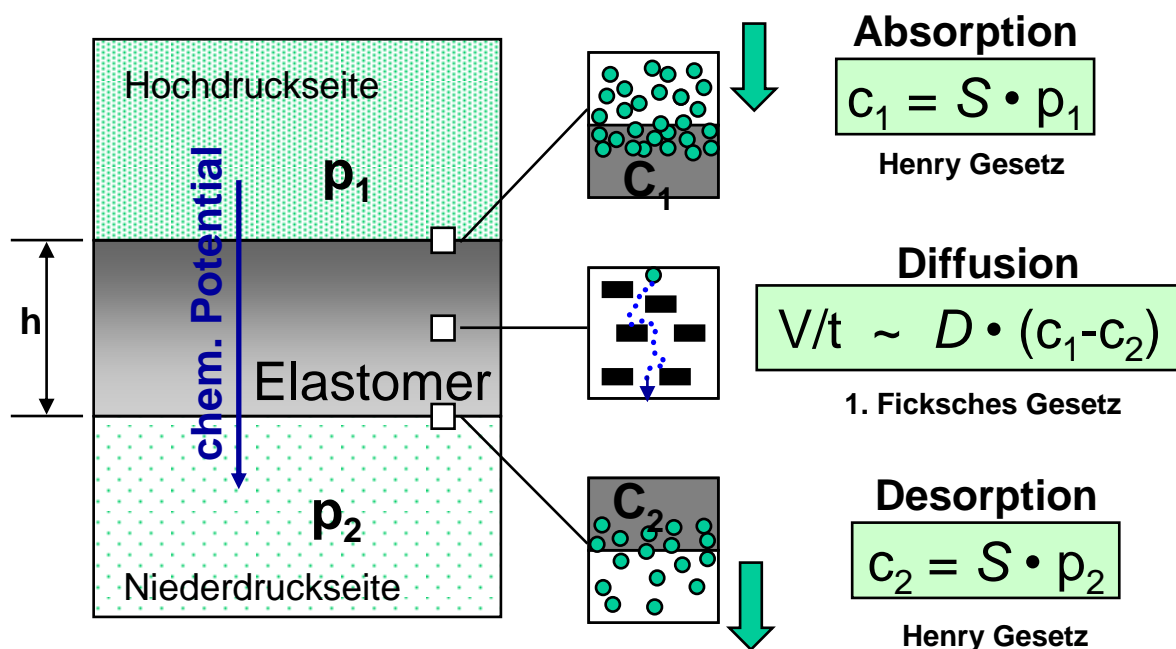 Hochdruckseite
p₁
chem. Potential
h
Elastomer
p₂
Niederdruckseite
C₁
Absorption
c₁ = S • p₁
Henry Gesetz
Diffusion
V/t ~ D • (c₁-c₂)
1. Ficksches Gesetz
C₂
Desorption
c₂ = S • p₂
Henry Gesetz